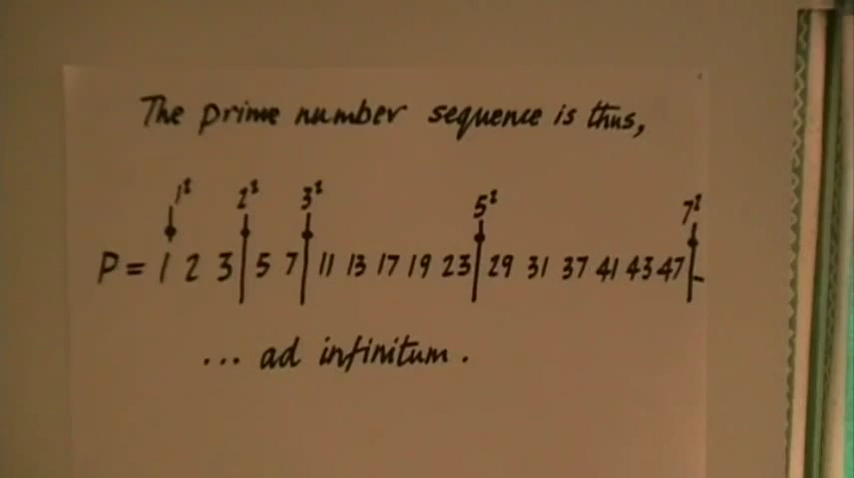 The prime number sequence is thus,
1² 2² 3² 5² 7²
P = 1 2 3 5 7 11 13 17 19 23 29 31 37 41 43 47
... ad infinitum.